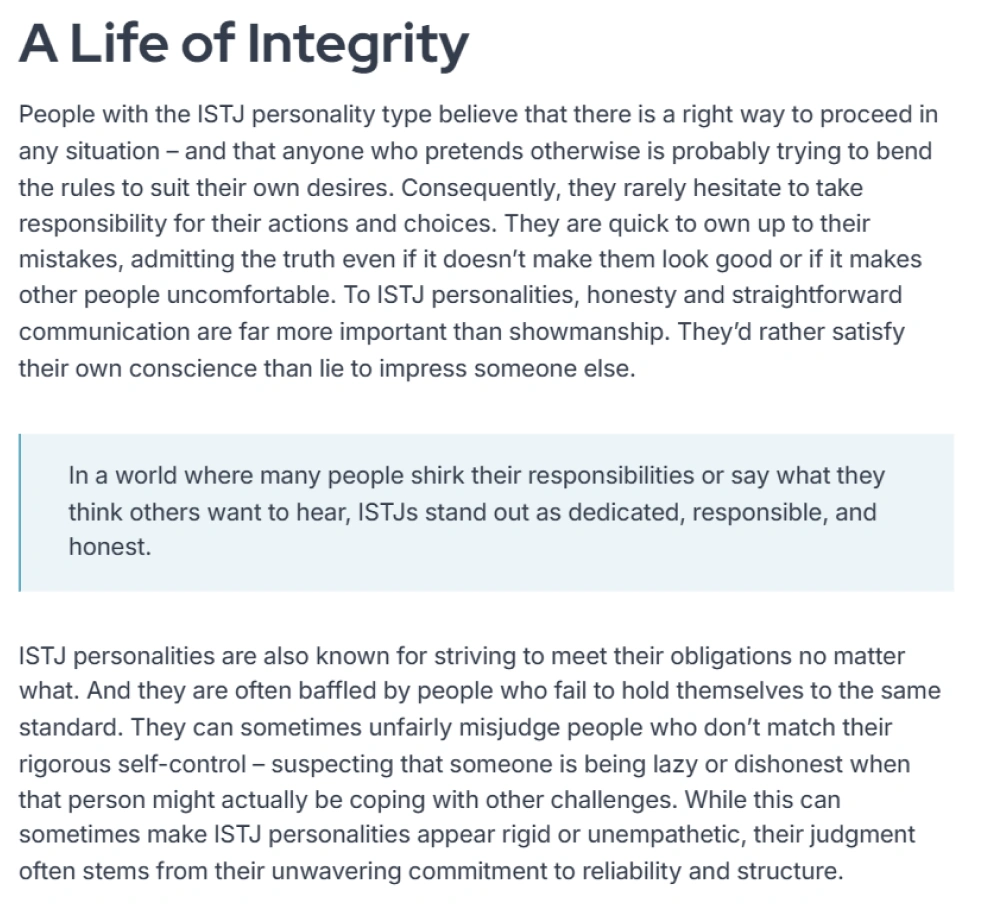 A Life of Integrity
People with the ISTJ personality type believe that there is a right way to proceed in
any situation – and that anyone who pretends otherwise is probably trying to bend
the rules to suit their own desires. Consequently, they rarely hesitate to take
responsibility for their actions and choices. They are quick to own up to their
mistakes, admitting the truth even if it doesn’t make them look good or if it makes
other people uncomfortable. To ISTJ personalities, honesty and straightforward
communication are far more important than showmanship. They’d rather satisfy
their own conscience than lie to impress someone else.
In a world where many people shirk their responsibilities or say what they
think others want to hear, ISTJs stand out as dedicated, responsible, and
honest.
ISTJ personalities are also known for striving to meet their obligations no matter
what. And they are often baffled by people who fail to hold themselves to the same
standard. They can sometimes unfairly misjudge people who don’t match their
rigorous self-control – suspecting that someone is being lazy or dishonest when
that person might actually be coping with other challenges. While this can
sometimes make ISTJ personalities appear rigid or unempathetic, their judgment
often stems from their unwavering commitment to reliability and structure.